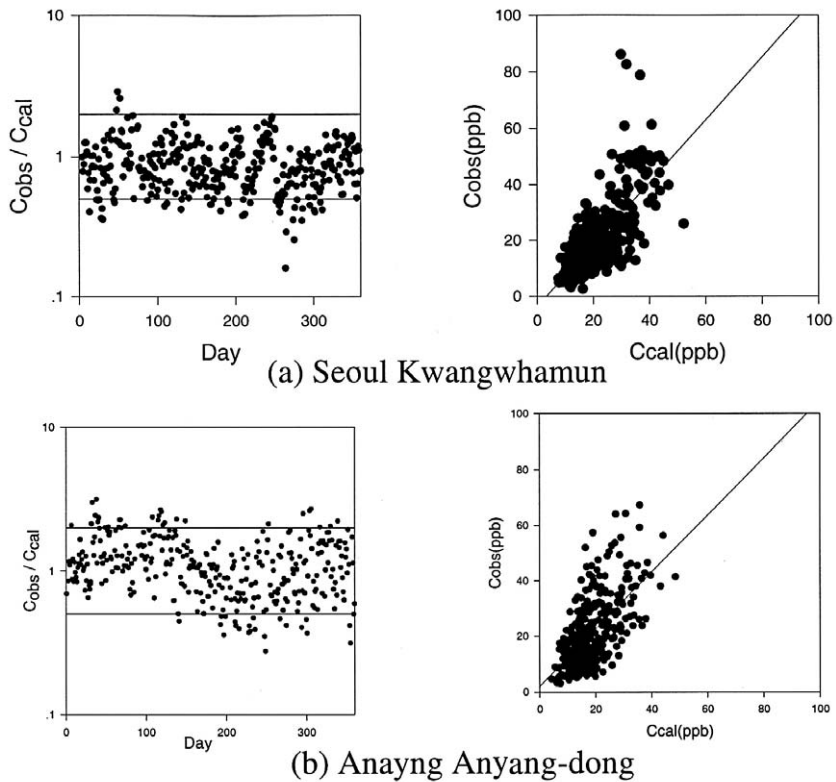 10
1
.1
Cobs / Ccal
0 100 200 300
Day
100
80
60
40
20
0
Cobs(ppb)
0 20 40 60 80 100
Ccal(ppb)
(a) Seoul Kwangwhamun
10
1
.1
Cobs / Ccal
0 100 200 300
Day
100
80
60
40
20
0
Cobs(ppb)
0 20 40 60 80 100
Ccal(ppb)
(b) Anayng Anyang-dong